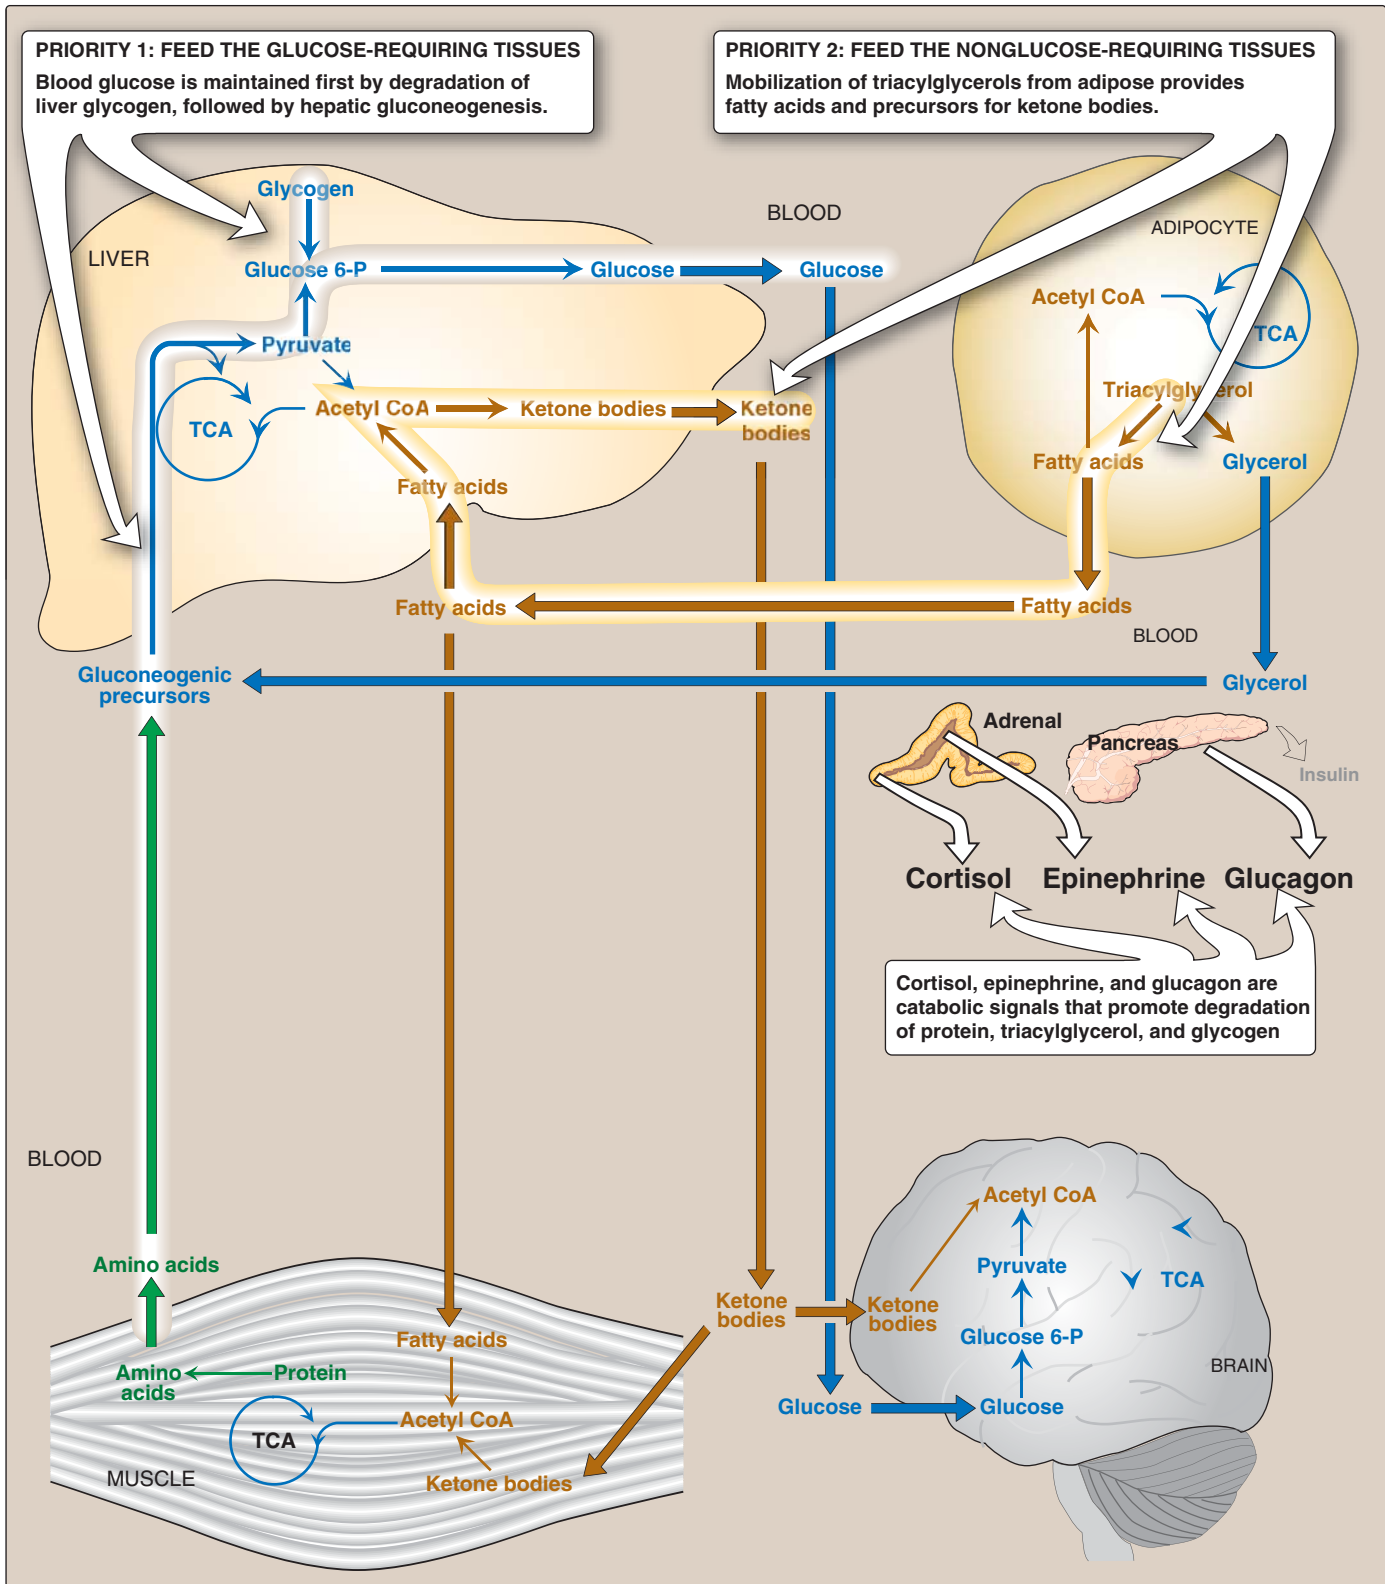 PRIORITY 1: FEED THE GLUCOSE-REQUIRING TISSUES
Blood glucose is maintained first by degradation of
liver glycogen, followed by hepatic gluconeogenesis.
PRIORITY 2: FEED THE NONGLUCOSE-REQUIRING TISSUES
Mobilization of triacylglycerols from adipose provides
fatty acids and precursors for ketone bodies.
LIVER
Glycogen
Glucose 6-P
Glucose
BLOOD
Glucose
Pyruvate
TCA
Acetyl CoA
Ketone bodies
Ketone
bodies
Fatty acids
ADIPOCYTE
Acetyl CoA
TCA
Triacylglycerol
Fatty acids
Glycerol
Fatty acids
Fatty acids
BLOOD
Gluconeogenic
precursors
Glycerol
Adrenal
Pancreas
Insulin
Cortisol
Epinephrine
Glucagon
Cortisol, epinephrine, and glucagon are
catabolic signals that promote degradation
of protein, triacylglycerol, and glycogen
BLOOD
Amino acids
Amino
acids
Protein
Fatty acids
Acetyl CoA
TCA
Ketone bodies
MUSCLE
Ketone
bodies
Glucose
Acetyl CoA
Pyruvate
TCA
Ketone
bodies
Glucose 6-P
Glucose
BRAIN